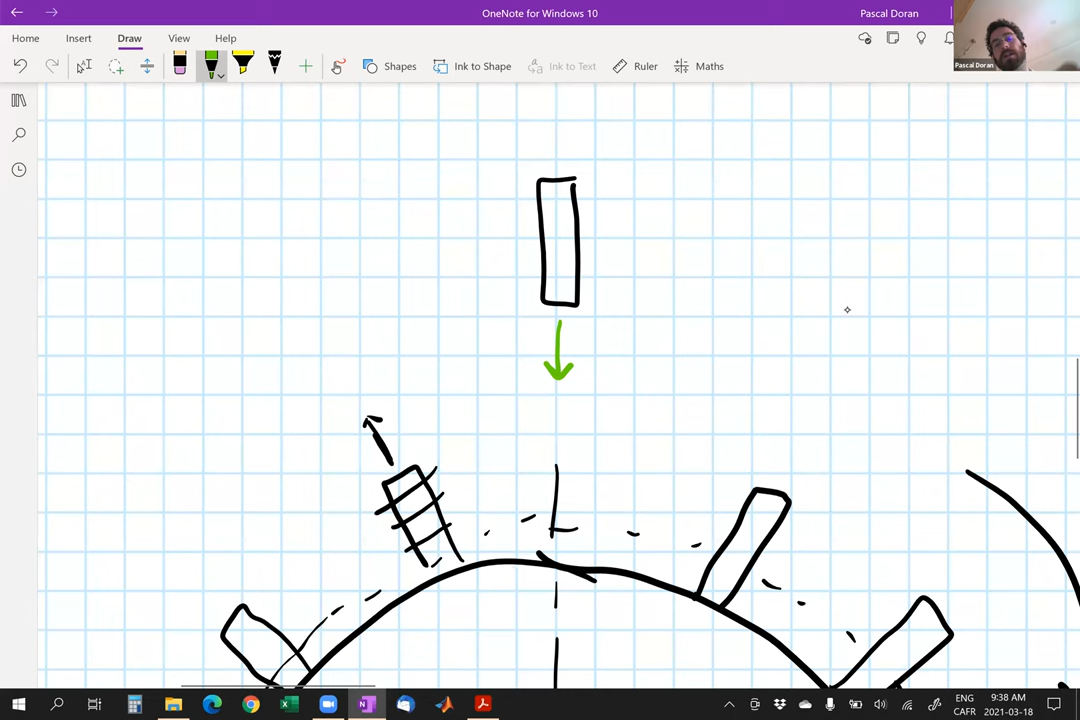 OneNote for Windows 10
Pascal Doran
Home Insert Draw View Help
Shapes Ink to Shape Ink to Text Ruler Maths
Pascal Doran
ENG
CAFR
9:38 AM
2021-03-18